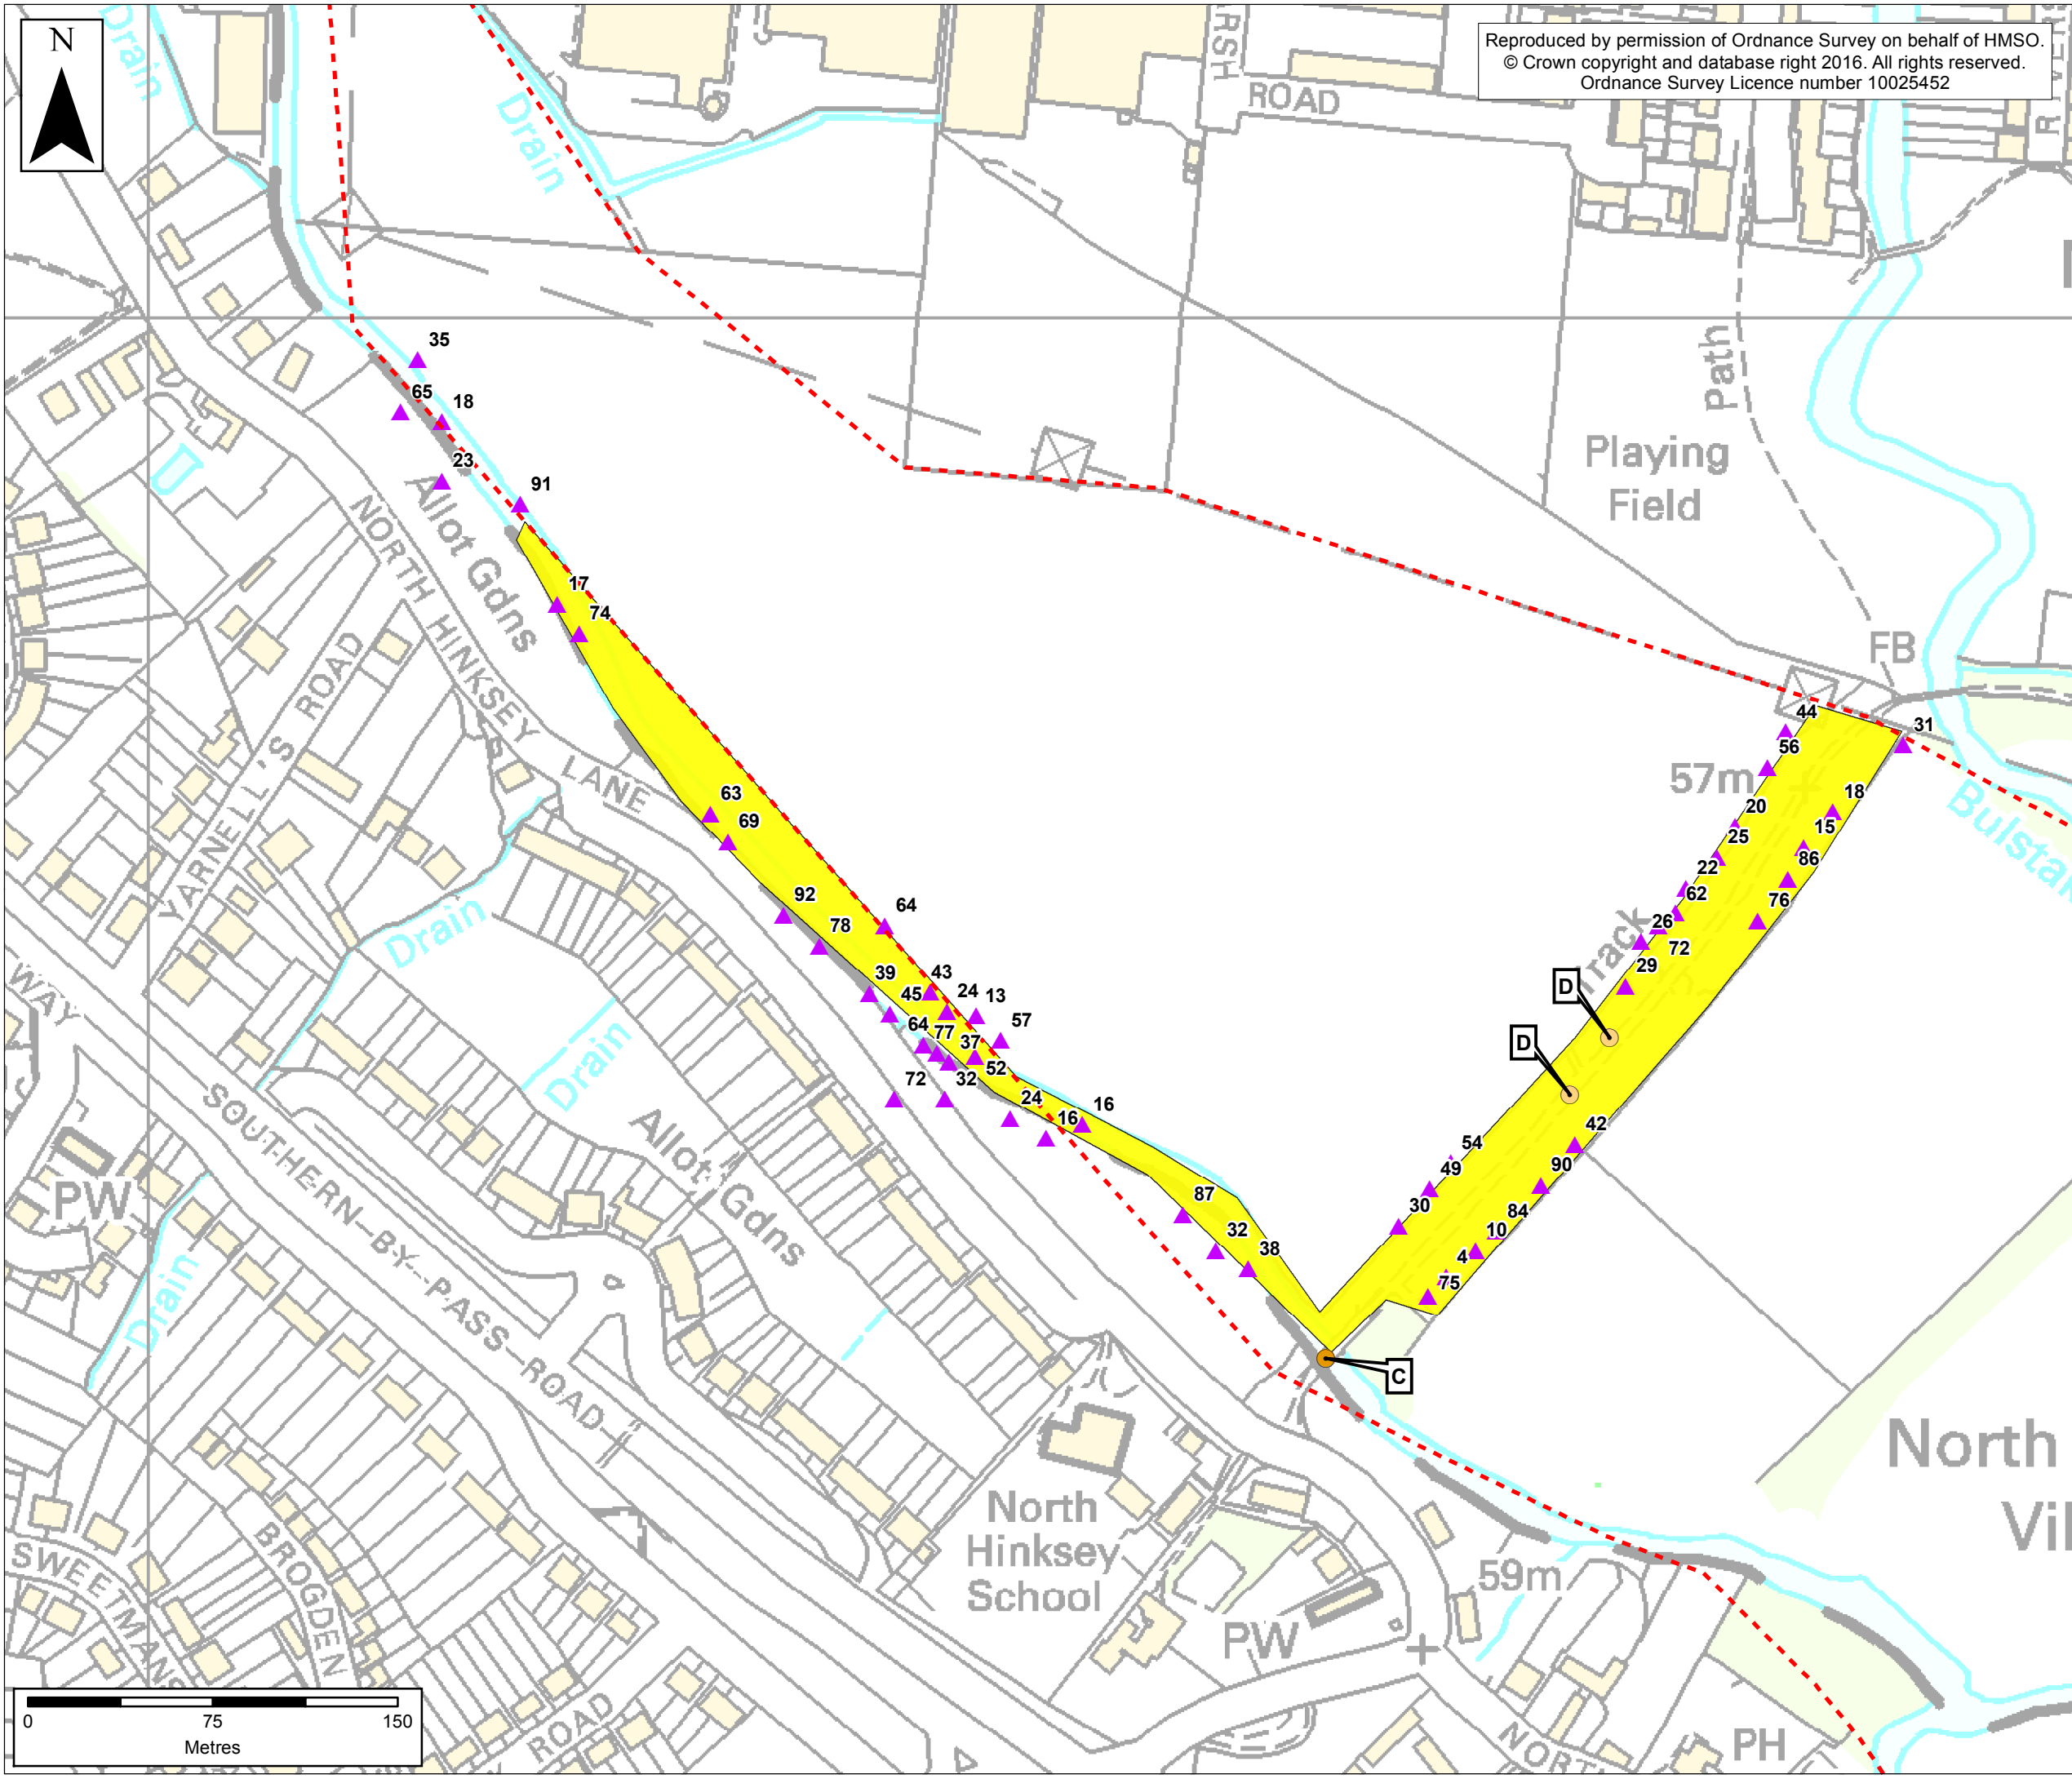 N
Reproduced by permission of Ordnance Survey on behalf of HMSO.
© Crown copyright and database right 2016. All rights reserved.
Ordnance Survey Licence number 10025452
Drain
Drain
ROAD
Path
Playing
Field
35
65
18
23
91
Allot Gdns
NORTH HINKSEY
LANE
17
74
YARNELL'S ROAD
FB
44
31
56
57m
20
18
25
15
22
86
62
76
26
72
29
Track
D
D
63
69
92
78
64
Drain
39
43
45
24
13
64
77
57
37
52
72
32
24
16
16
WAY
SOUTHERN-BY-PASS-ROAD
Drain
Allot Gdns
PW
Drain
87
32
38
42
54
49
90
30
84
10
4
75
C
North
North
Hinksey
School
59m
PW
SWEETMANS
BROGDEN
ROAD
PH
0
75
150
Metres